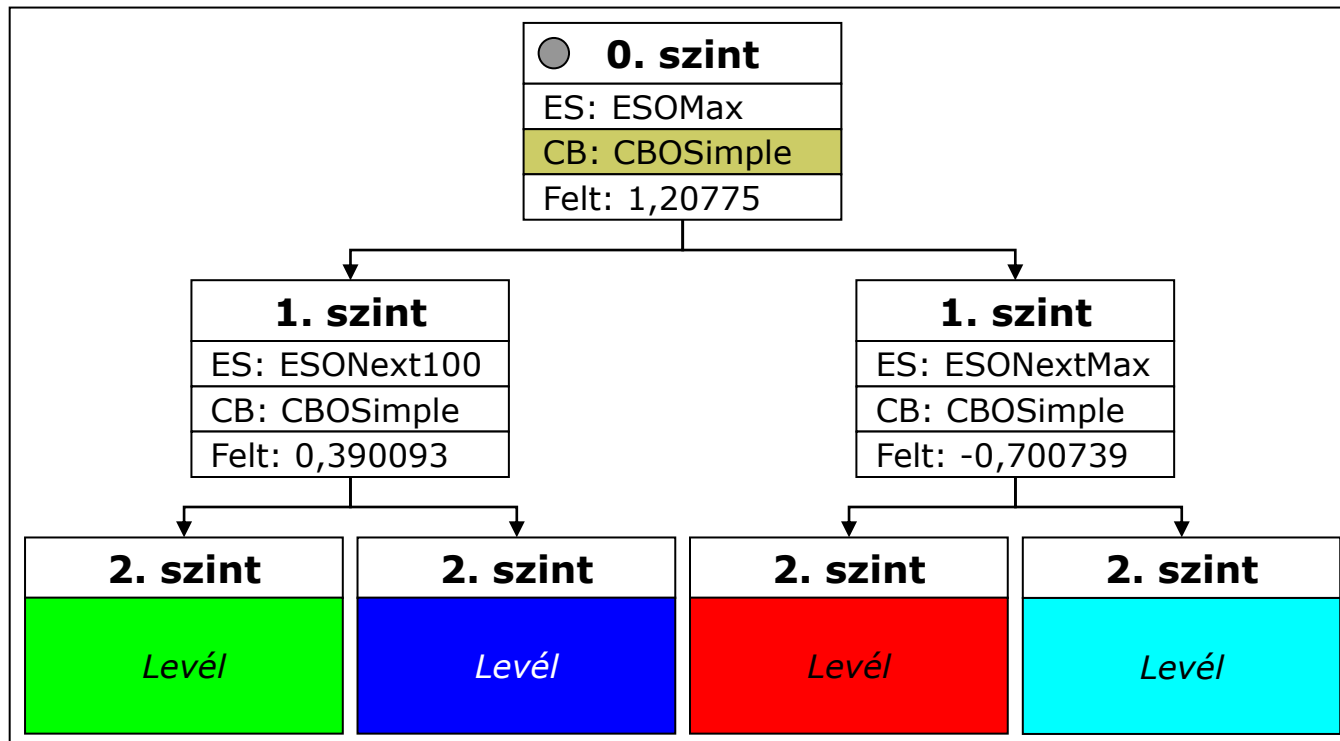 0. szint
ES: ESOMax
CB: CBOSimple
Felt: 1,20775
1. szint
ES: ESONext100
CB: CBOSimple
Felt: 0,390093
1. szint
ES: ESONextMax
CB: CBOSimple
Felt: -0,700739
2. szint
Levél
2. szint
Levél
2. szint
Levél
2. szint
Levél